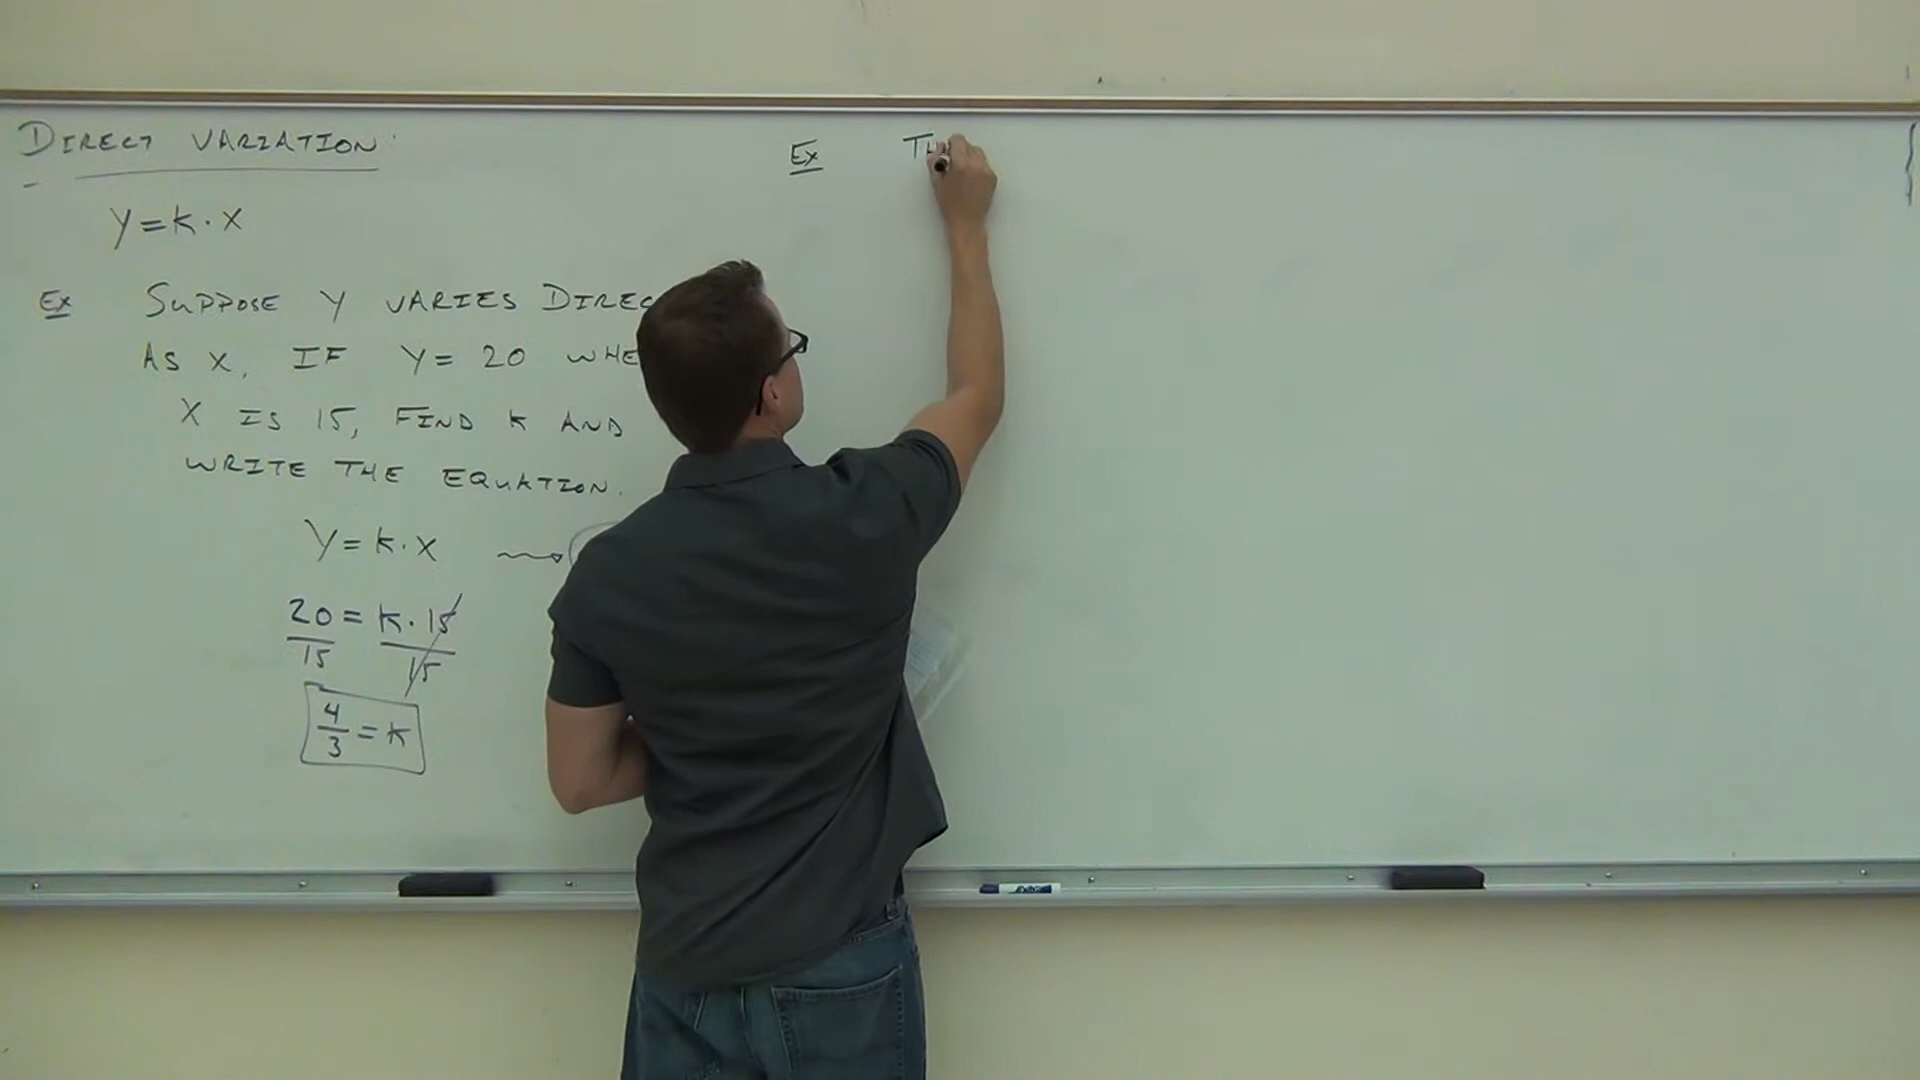 DIRECT VARIATION:
Y = K · X
Ex SUPPOSE Y VARIES DIREC
AS X. IF Y = 20 WHE
X IS 15, FIND K AND
WRITE THE EQUATION.
Y = K · X
20 = K · 15
15 15
4/3 = K
Ex TH